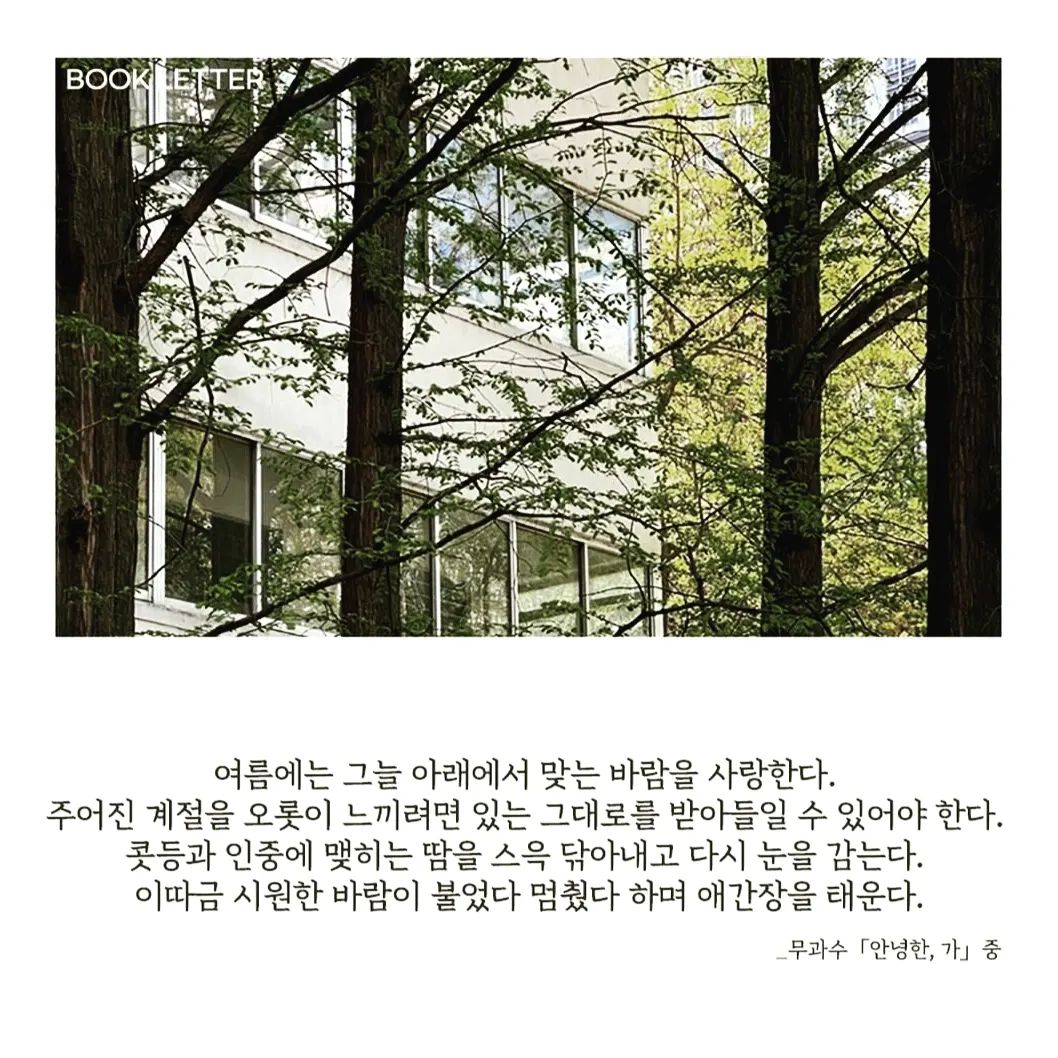 BOOK LETTER
여름에는 그늘 아래에서 맞는 바람을 사랑한다.
주어진 계절을 오롯이 느끼려면 있는 그대로를 받아들일 수 있어야 한다.
콧등과 인중에 맺히는 땀을 스윽 닦아내고 다시 눈을 감는다.
이따금 시원한 바람이 불었다 멈췄다 하며 애간장을 태운다.
_무과수「안녕한, 가」중